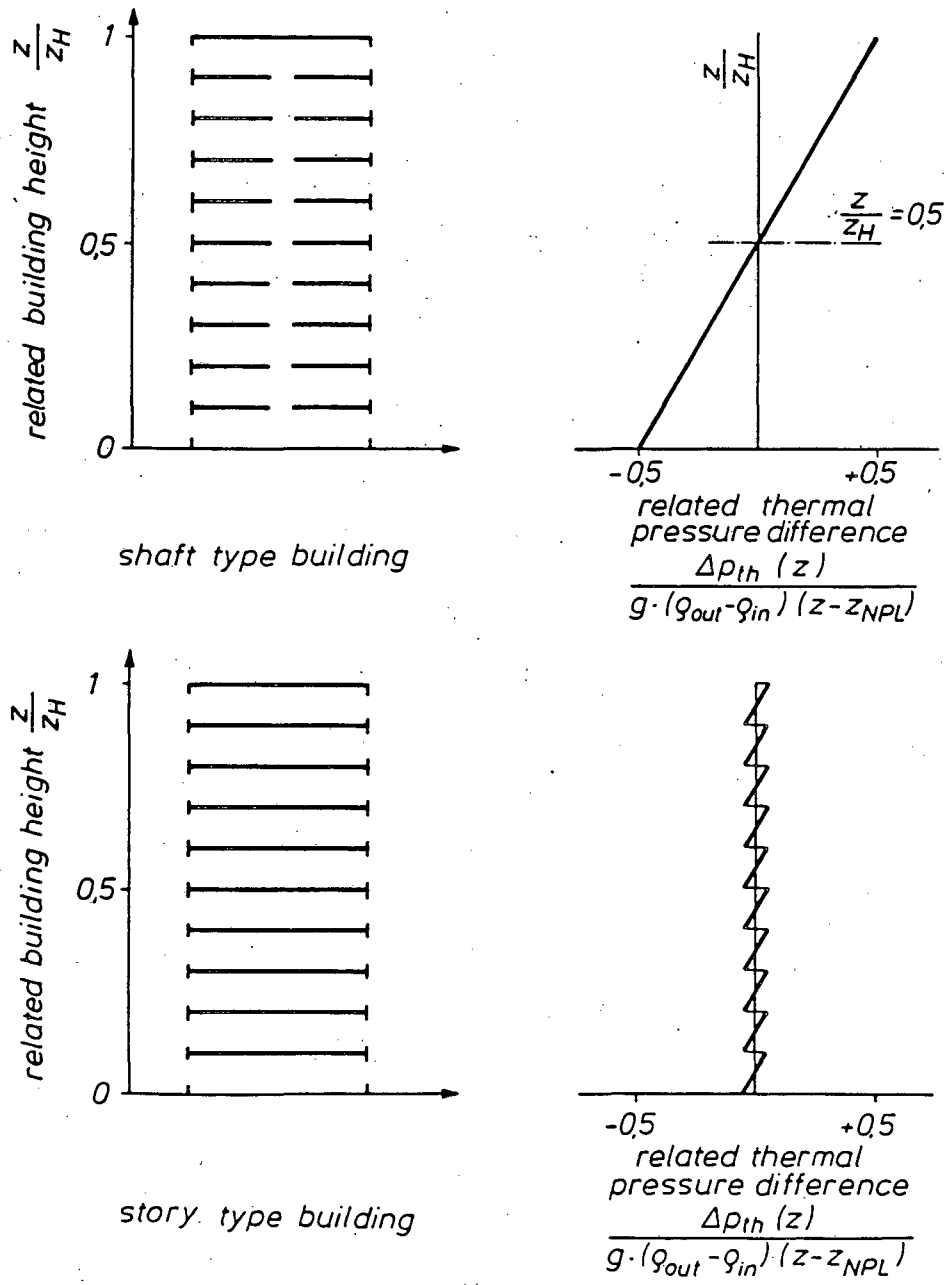 related building height z/z_H
1
0,5
0
shaft type building
z/z_H
z/z_H = 0,5
-0,5
+0,5
related thermal
pressure difference
Δp_th (z)
g·(ρ_out-ρ_in) (z-z_NPL)
related building height z/z_H
1
0,5
0
story type building
-0,5
+0,5
related thermal
pressure difference
Δp_th (z)
g·(ρ_out-ρ_in)·(z-z_NPL)